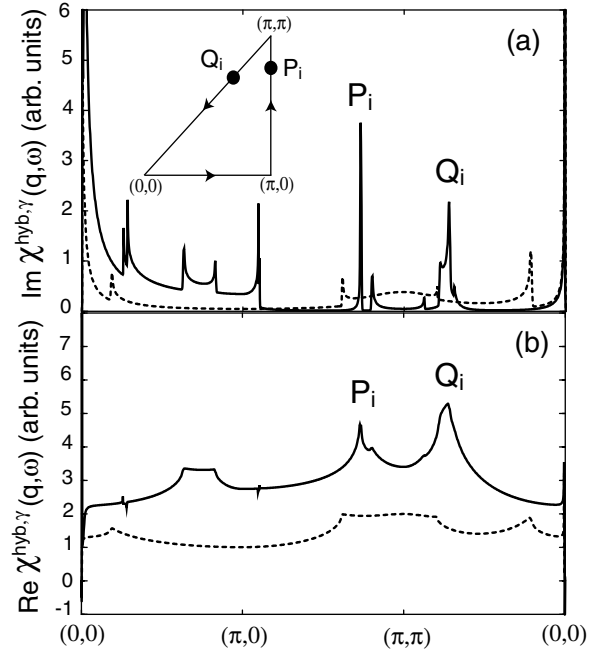 Im χ^hyb,γ(q,ω) (arb. units)
6
5
4
3
2
1
0
(a)
(π,π)
Q_i
P_i
(0,0)
(π,0)
P_i
Q_i
Re χ^hyb,γ(q,ω) (arb. units)
7
6
5
4
3
2
1
0
-1
(b)
P_i
Q_i
(0,0)
(π,0)
(π,π)
(0,0)